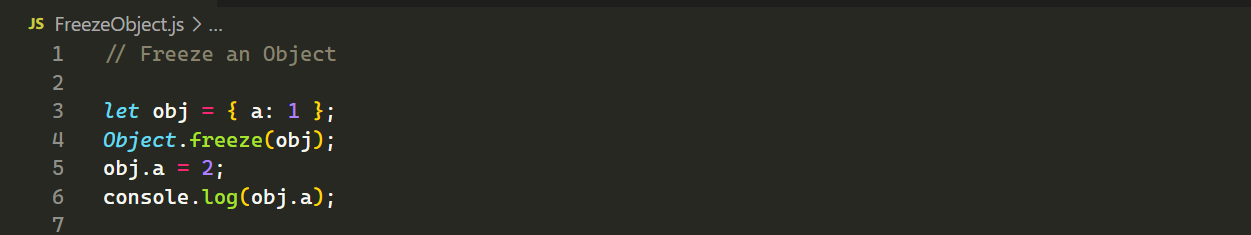 JS FreezeObject.js > ...
1 // Freeze an Object
2
3 let obj = { a: 1 };
4 Object.freeze(obj);
5 obj.a = 2;
6 console.log(obj.a);
7